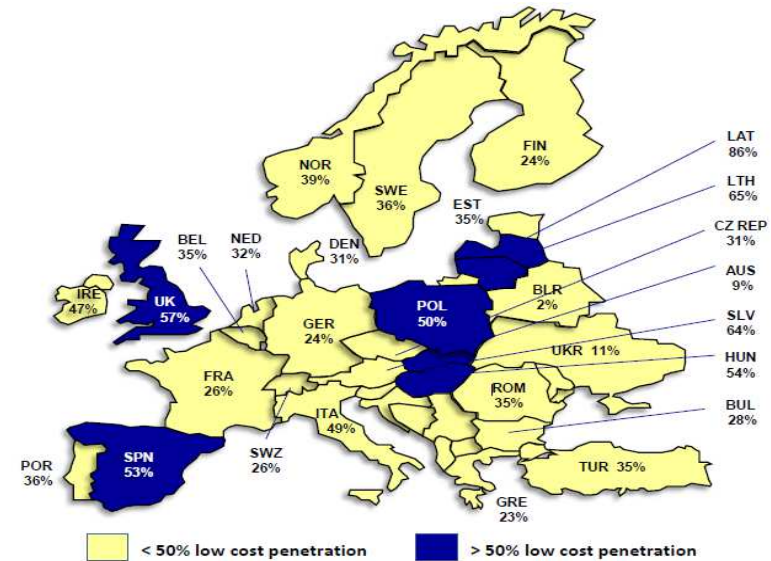 NOR
39%
SWE
36%
FIN
24%
EST
35%
LAT
86%
LTH
65%
CZ REP
31%
AUS
9%
SLV
64%
HUN
54%
BUL
28%
BEL
35%
NED
32%
DEN
31%
IRE
47%
UK
57%
GER
24%
POL
50%
BLR
2%
UKR 11%
FRA
26%
ROM
35%
ITA
49%
SWZ
26%
POR
36%
SPN
53%
TUR 35%
GRE
23%
< 50% low cost penetration
> 50% low cost penetration